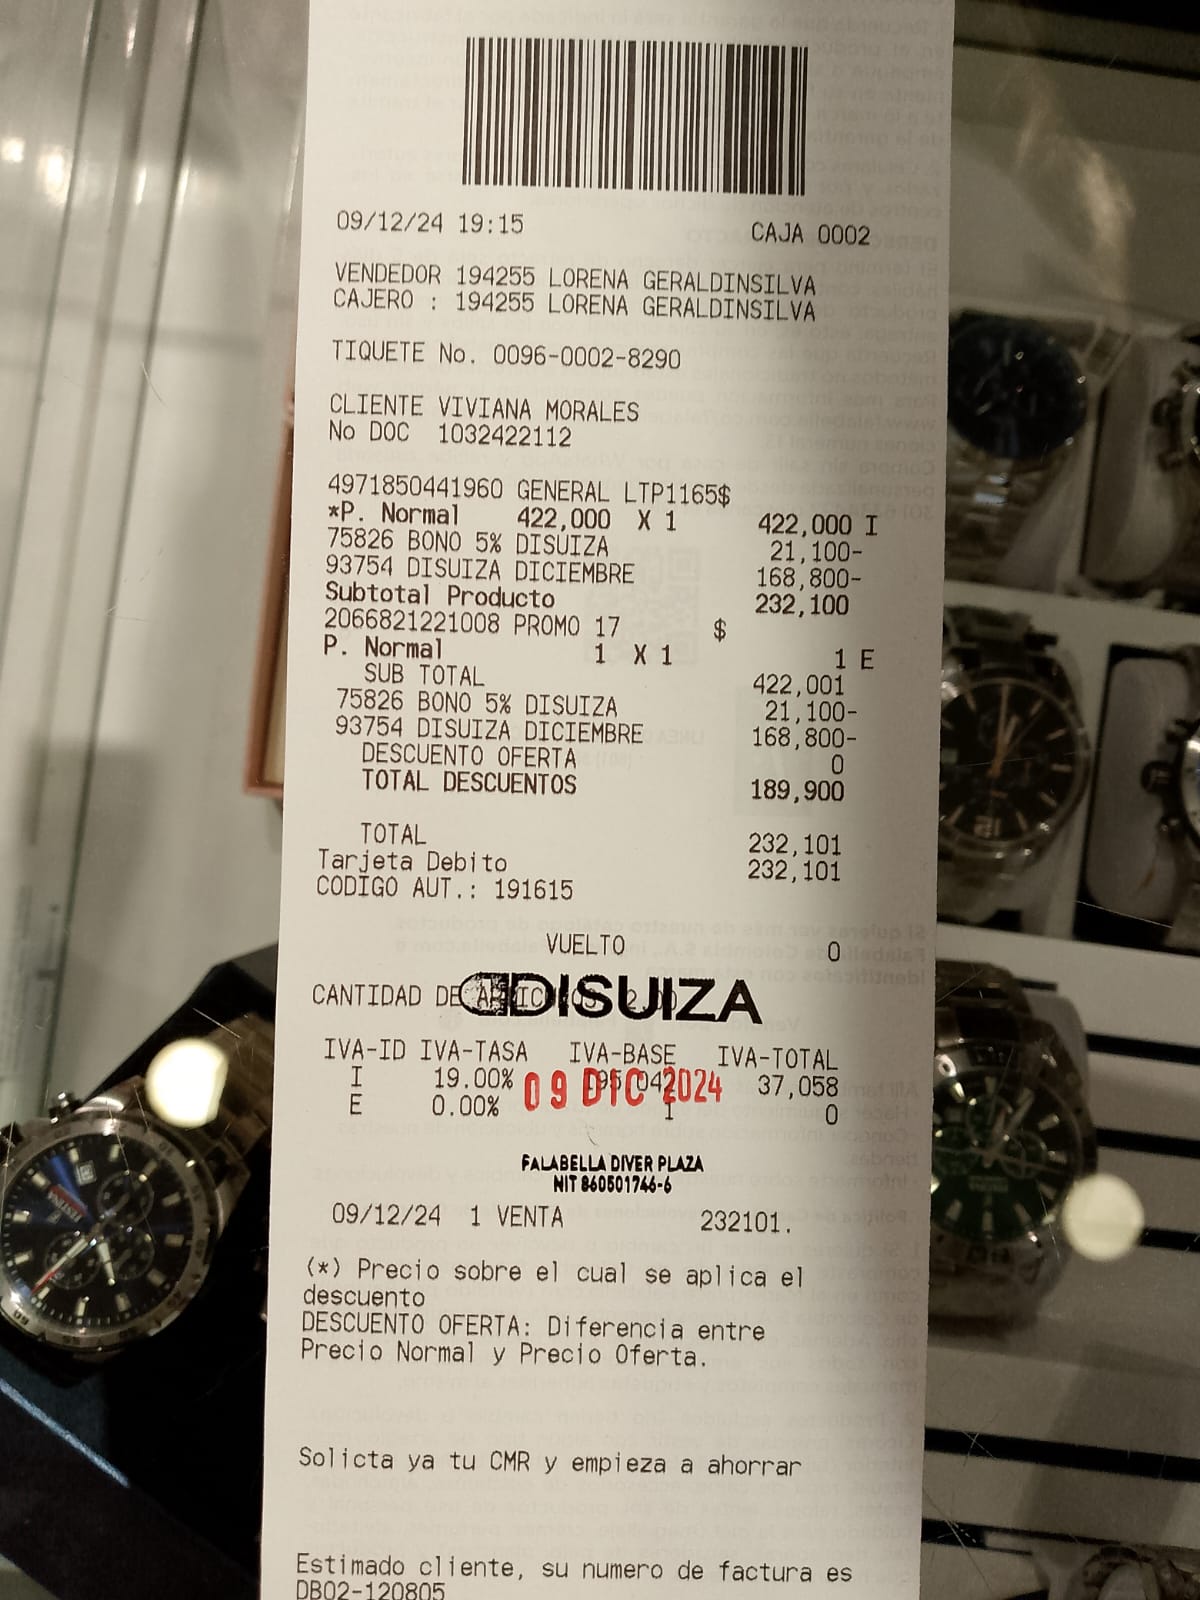 09/12/24 19:15 CAJA 0002
VENDEDOR 194255 LORENA GERALDINSILVA
CAJERO : 194255 LORENA GERALDINSILVA
TIQUETE No. 0096-0002-8290
CLIENTE VIVIANA MORALES
No DOC 1032422112
4971850441960 GENERAL LTP1165$
*P. Normal 422,000 X 1 422,000 I
75826 BONO 5% DISUIZA 21,100-
93754 DISUIZA DICIEMBRE 168,800-
Subtotal Producto 232,100
2066821221008 PROMO 17 $
P. Normal 1 X 1 1 E
SUB TOTAL 422,001
75826 BONO 5% DISUIZA 21,100-
93754 DISUIZA DICIEMBRE 168,800-
DESCUENTO OFERTA 0
TOTAL DESCUENTOS 189,900
TOTAL 232,101
Tarjeta Debito 232,101
CODIGO AUT.: 191615
VUELTO 0
CANTIDAD DE
DISUIZA
IVA-ID IVA-TASA IVA-BASE IVA-TOTAL
I 19.00% 195,042 37,058
09 DIC 2024
E 0.00% 1 0
FALABELLA DIVER PLAZA
NIT 860501746-6
09/12/24 1 VENTA 232101.
(*) Precio sobre el cual se aplica el
descuento
DESCUENTO OFERTA: Diferencia entre
Precio Normal y Precio Oferta.
Solicta ya tu CMR y empieza a ahorrar
Estimado cliente, su numero de factura es
DB02-120805